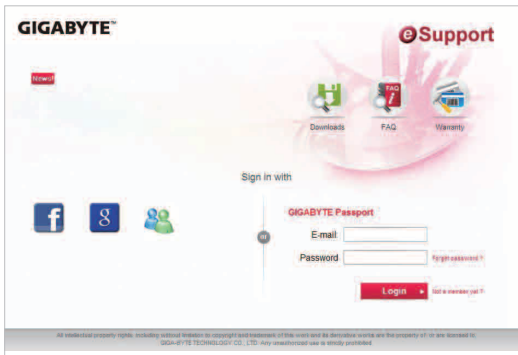 GIGABYTE™
eSupport
News!
FAQ
Downloads
FAQ
Warranty
Sign in with
GIGABYTE Passport
or
E-mail
Password
Forgot password ?
Login
Not a member yet ?
All intellectual property rights, including without limitation to copyright and trademark of this work and its derivative works are the property of, or are licensed to,
GIGA-BYTE TECHNOLOGY CO., LTD. Any unauthorized use is strictly prohibited.